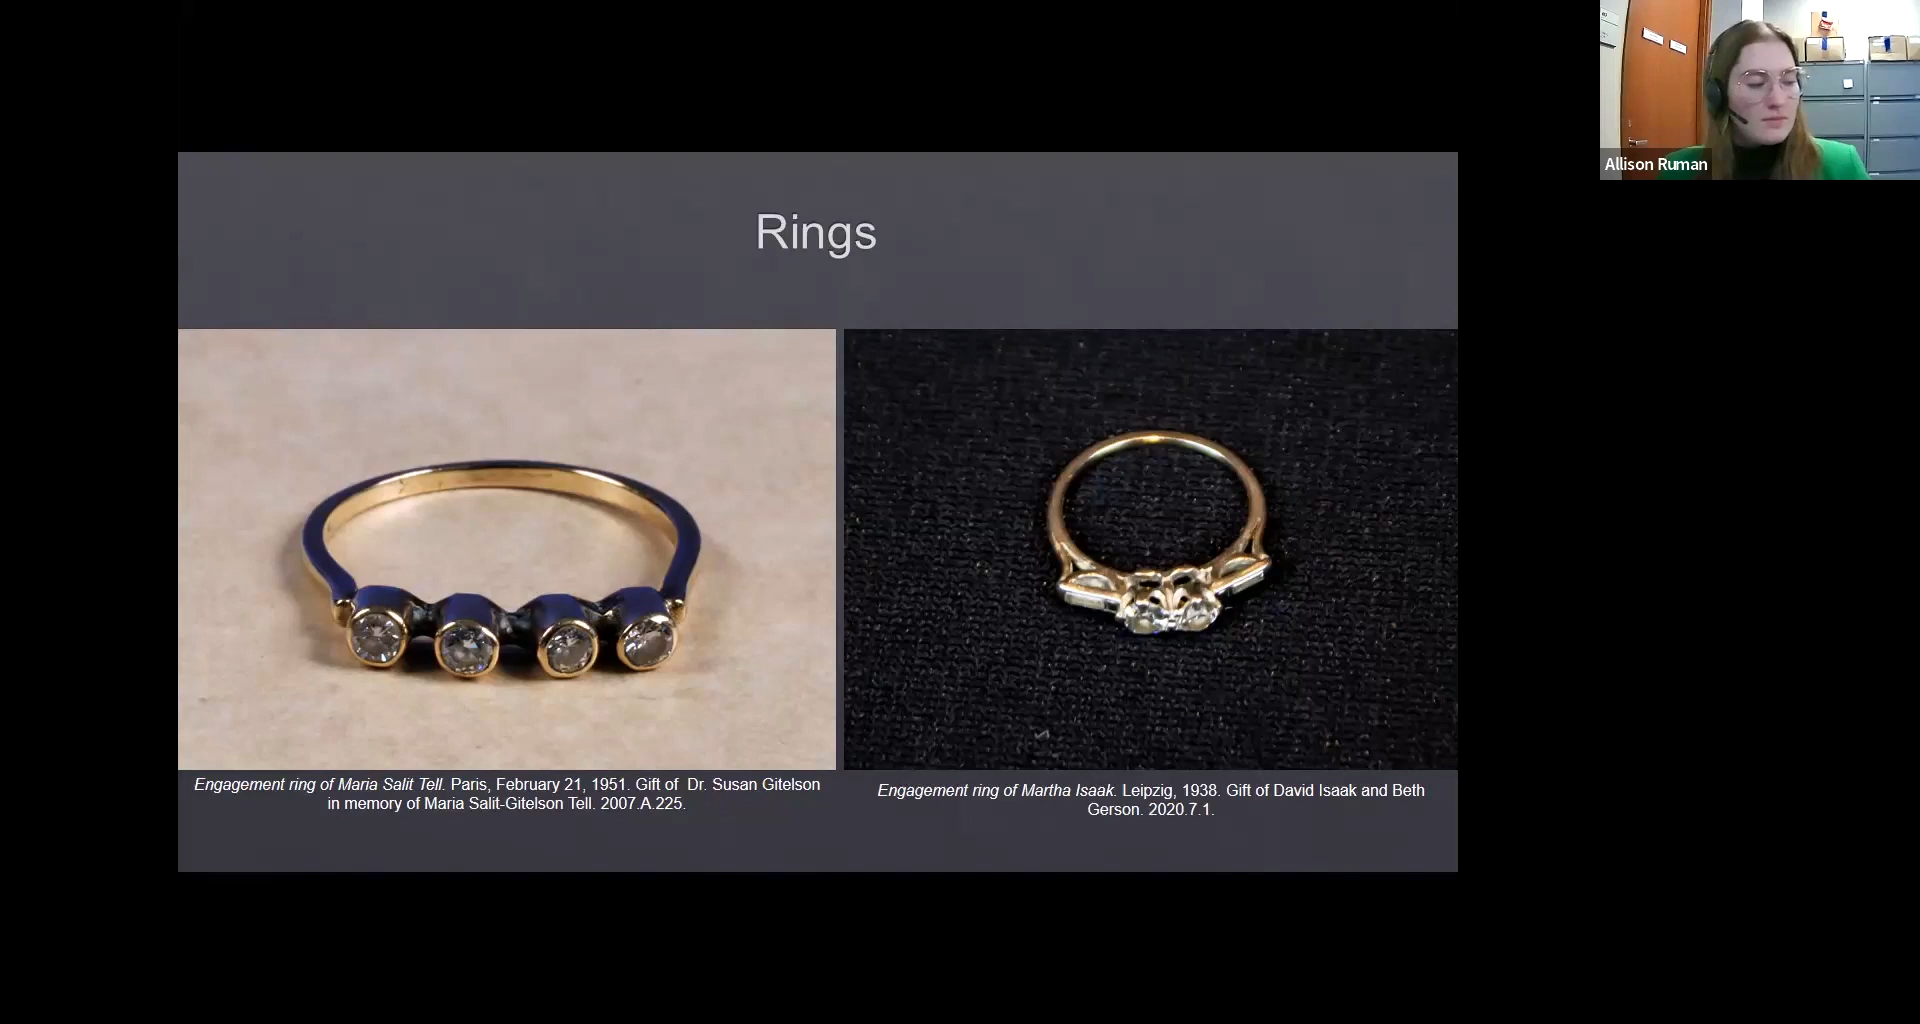 Rings
Engagement ring of Maria Salit Tell. Paris, February 21, 1951. Gift of  Dr. Susan Gitelson
in memory of Maria Salit-Gitelson Tell. 2007.A.225.
Engagement ring of Martha Isaak. Leipzig, 1938. Gift of David Isaak and Beth
Gerson. 2020.7.1.
Allison Ruman